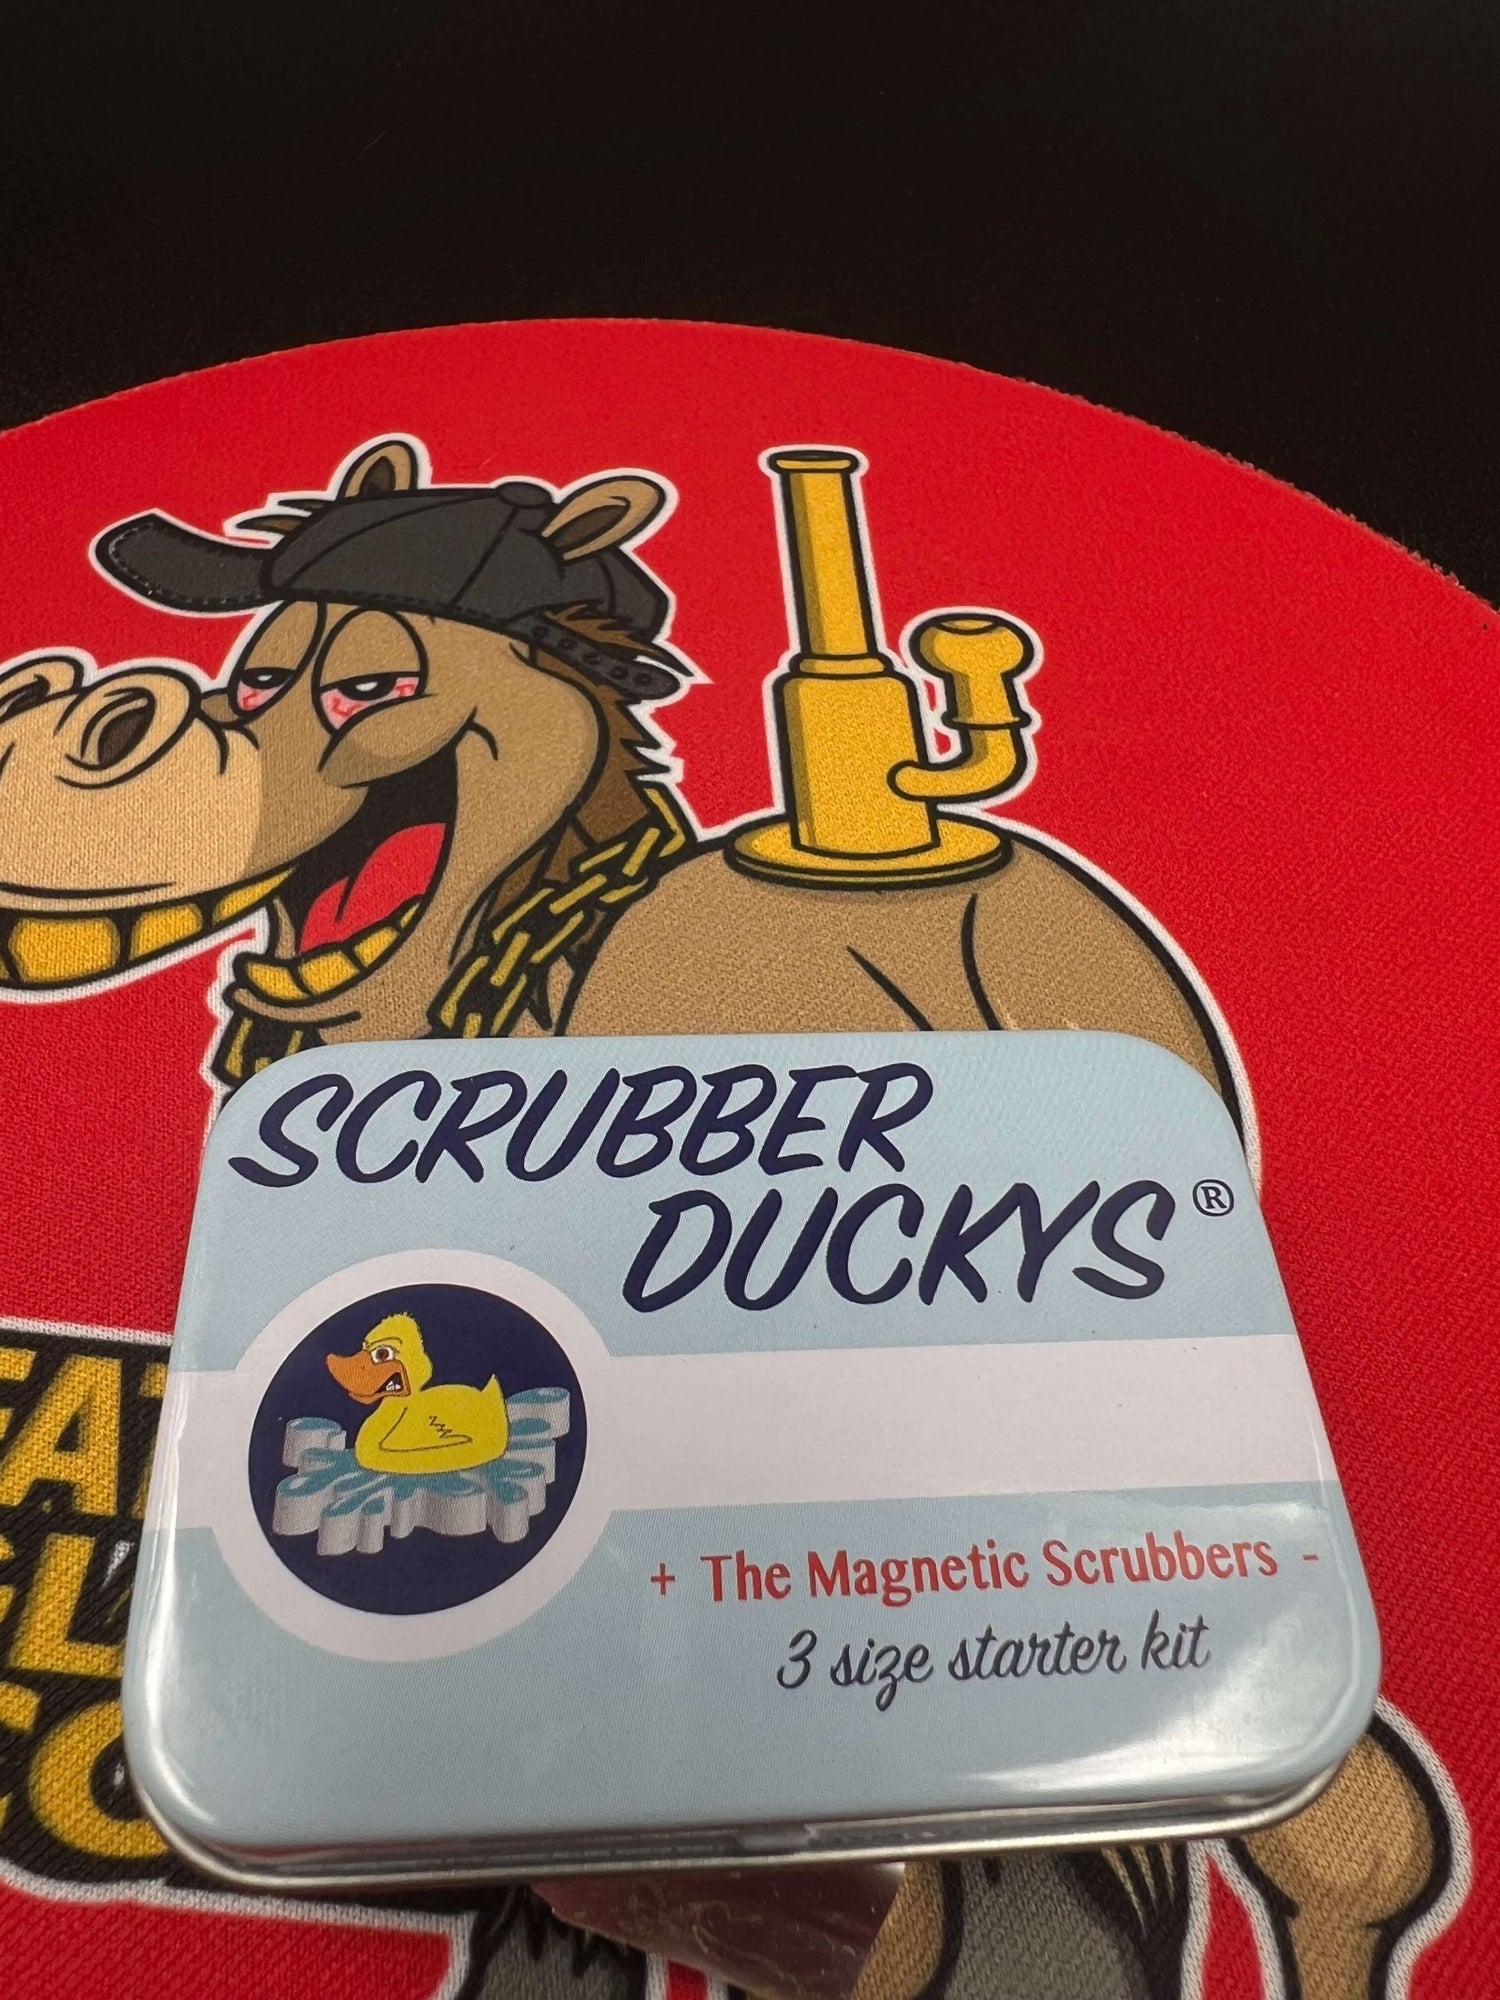 SCRUBBER
DUCKYS®
+ The Magnetic Scrubbers -
3 size starter kit